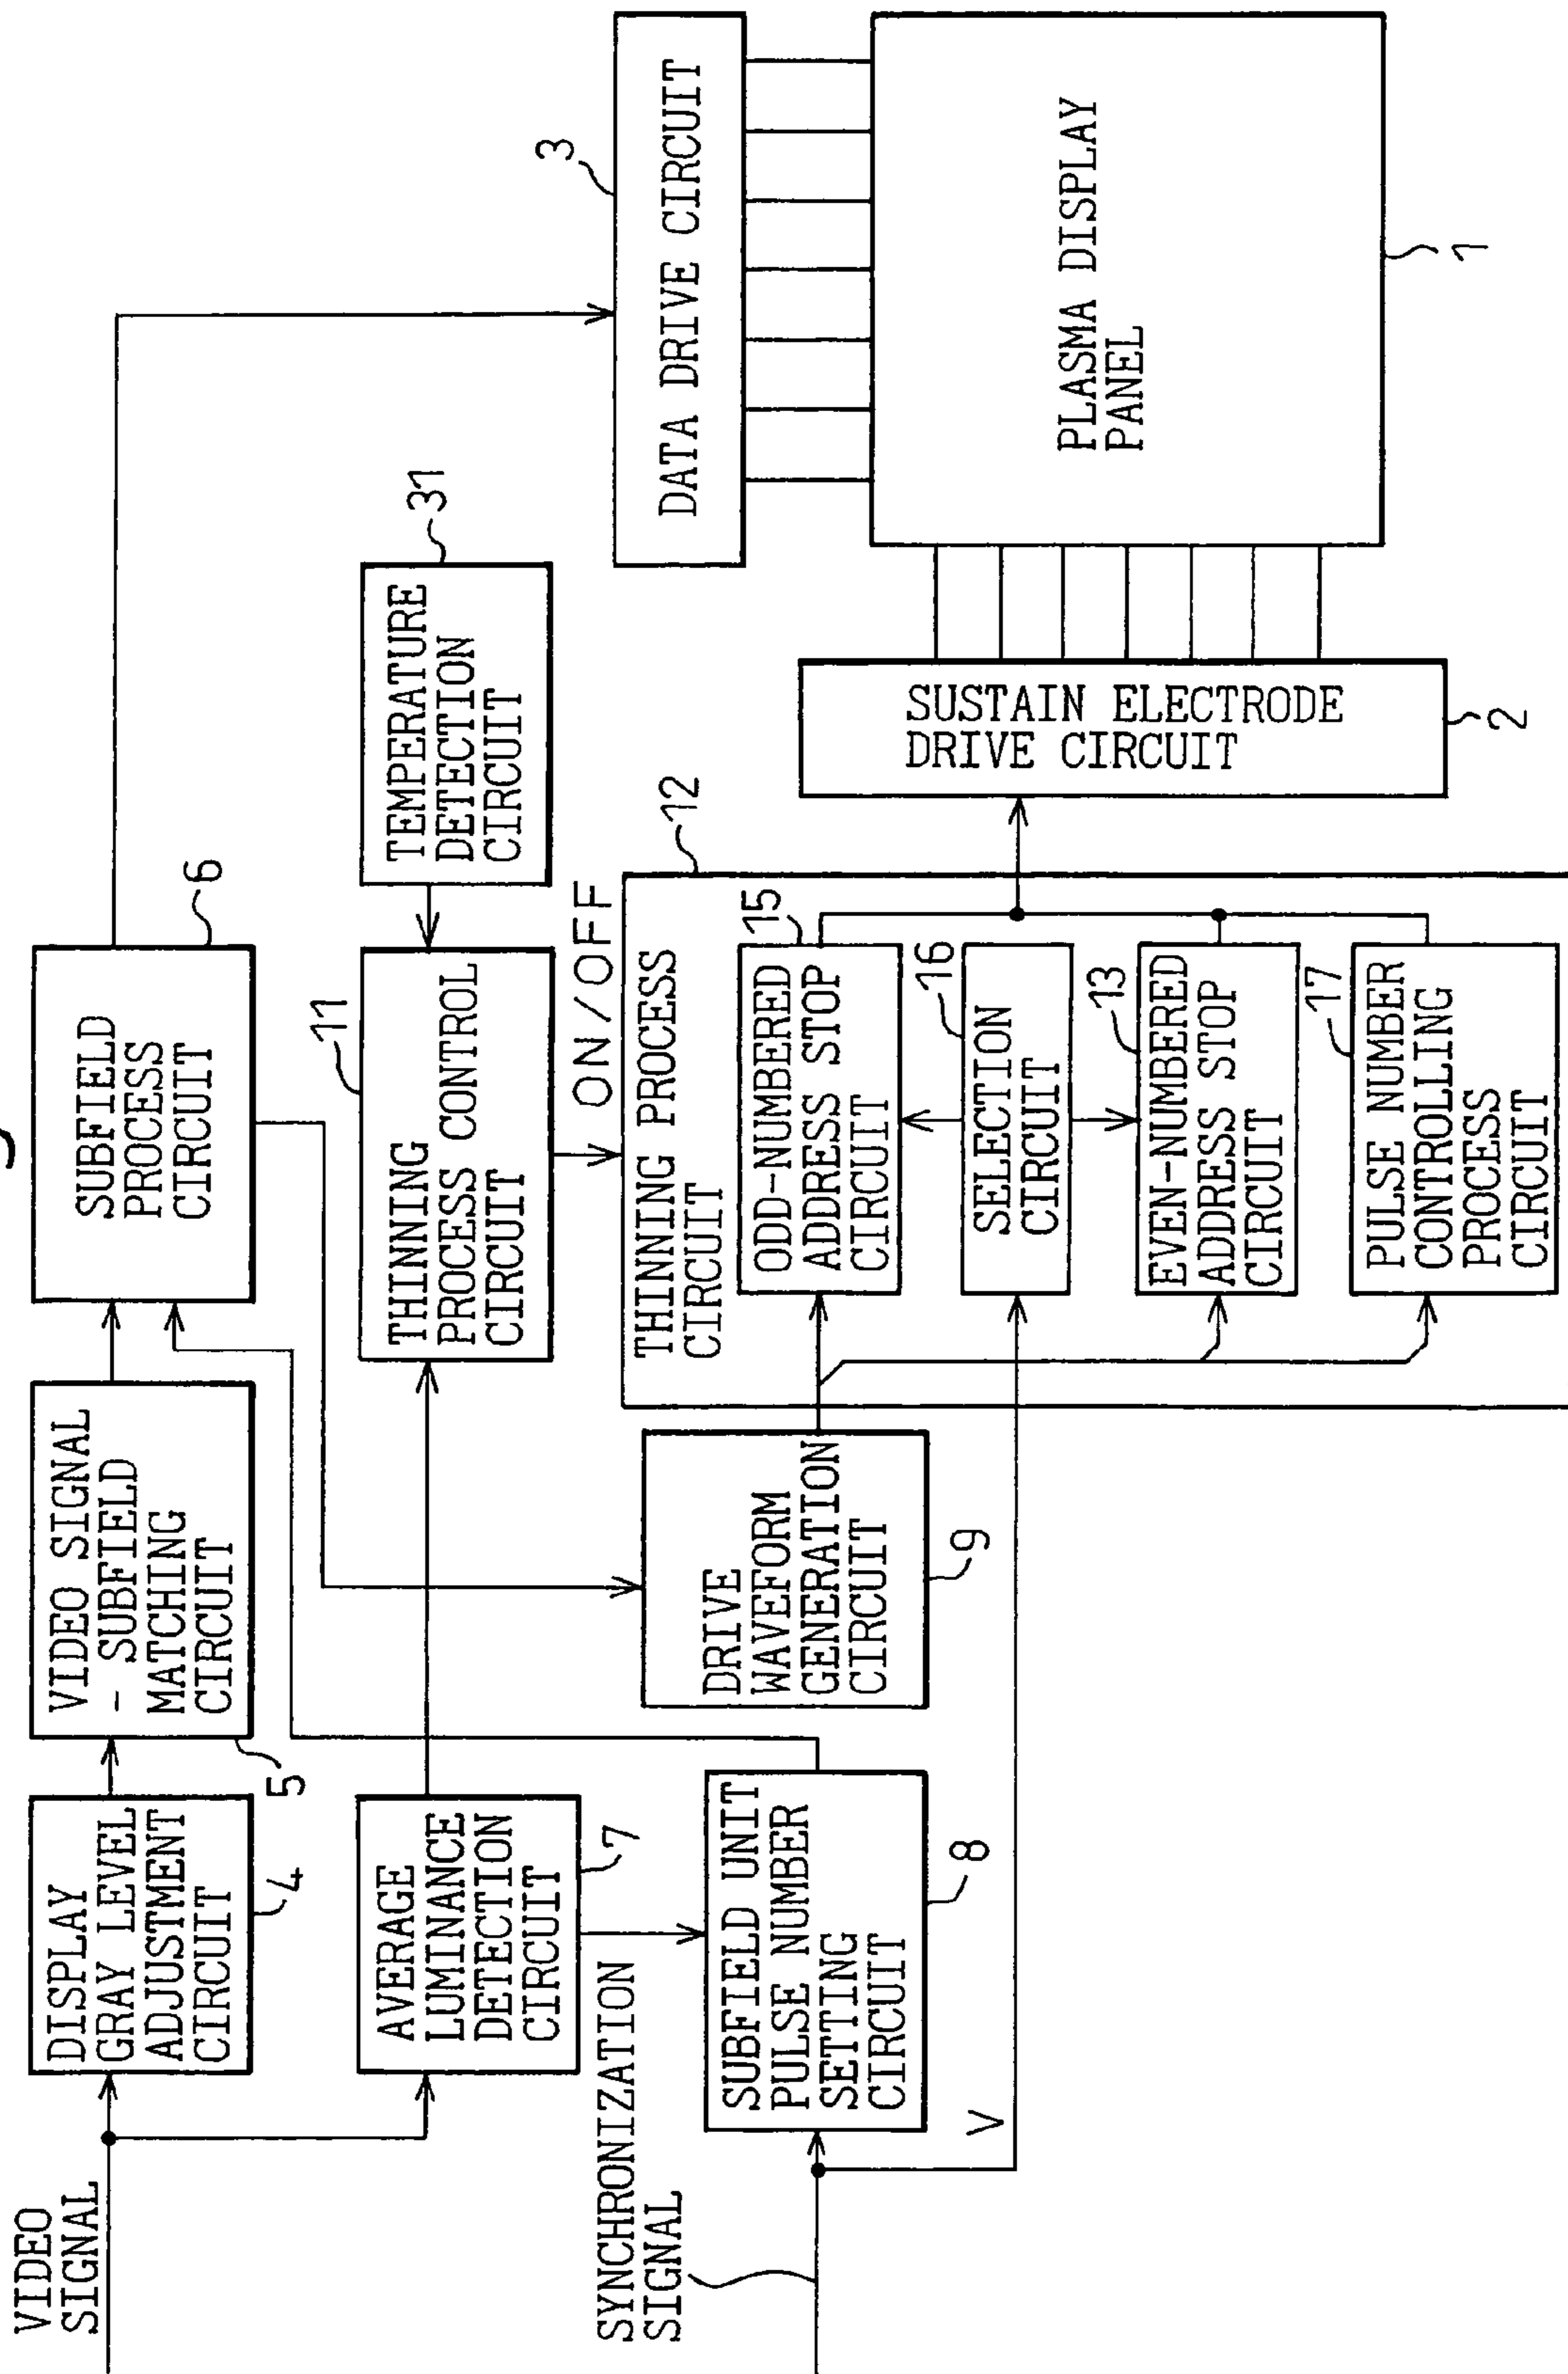 VIDEO
SIGNAL
DISPLAY
GRAY LEVEL
ADJUSTMENT
CIRCUIT
4
VIDEO SIGNAL
- SUBFIELD
MATCHING
CIRCUIT
5
SUBFIELD
PROCESS
CIRCUIT
6
AVERAGE
LUMINANCE
DETECTION
CIRCUIT
7
THINNING
PROCESS CONTROL
CIRCUIT
11
TEMPERATURE
DETECTION
CIRCUIT
31
ON/OFF
SYNCHRONIZATION
SIGNAL
SUBFIELD UNIT
PULSE NUMBER
SETTING
CIRCUIT
8
V
DRIVE
WAVEFORM
GENERATION
CIRCUIT
9
THINNING PROCESS
CIRCUIT
12
ODD-NUMBERED
ADDRESS STOP
CIRCUIT
15
SELECTION
CIRCUIT
16
EVEN-NUMBERED
ADDRESS STOP
CIRCUIT
13
PULSE NUMBER
CONTROLLING
PROCESS
CIRCUIT
17
DATA DRIVE CIRCUIT
3
SUSTAIN ELECTRODE
DRIVE CIRCUIT
2
PLASMA DISPLAY
PANEL
1